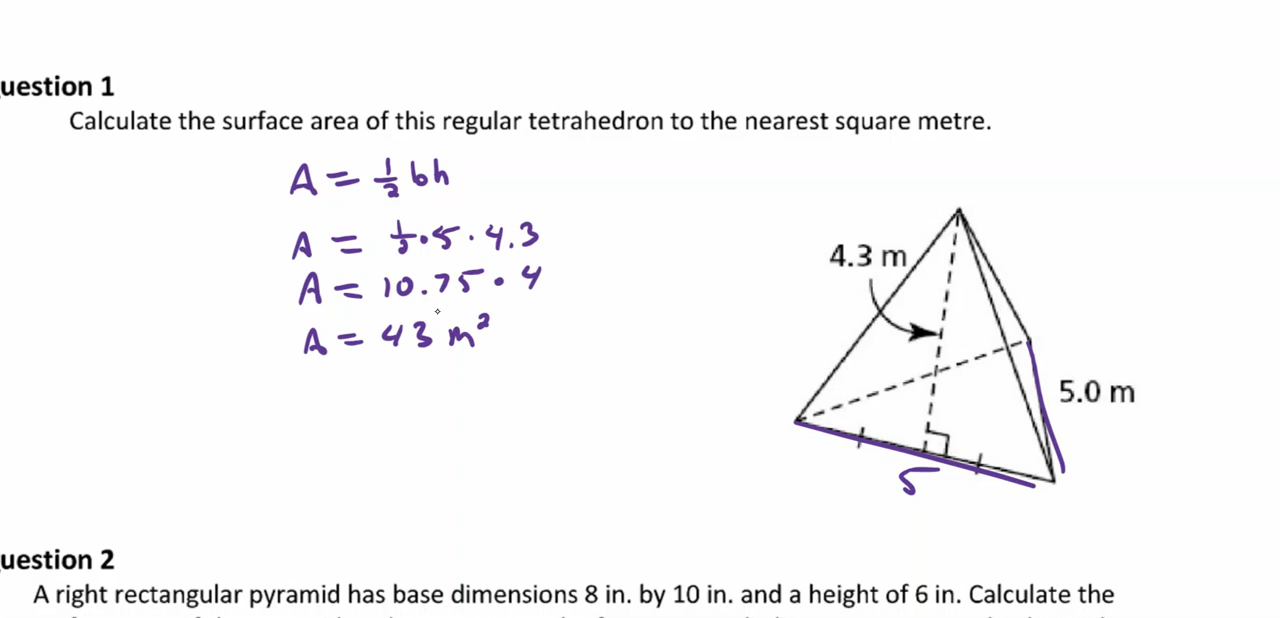 uestion 1
Calculate the surface area of this regular tetrahedron to the nearest square metre.
A = 1/2 bh
A = 1/2 · 5 · 4.3
A = 10.75 · 4
A = 43 m²
4.3 m
5.0 m
5
uestion 2
A right rectangular pyramid has base dimensions 8 in. by 10 in. and a height of 6 in. Calculate the